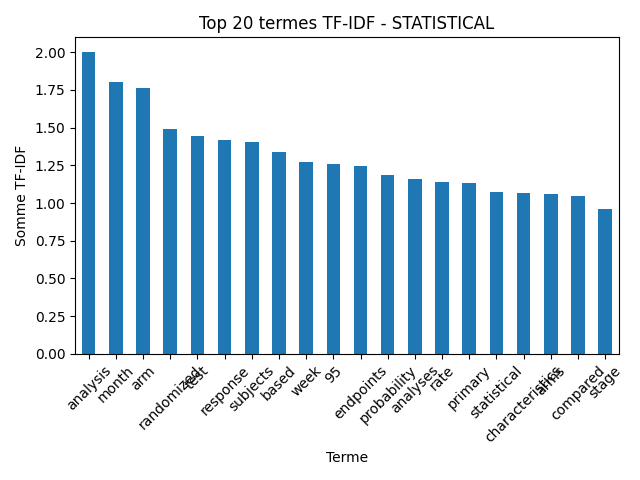 Top 20 termes TF-IDF - STATISTICAL
Somme TF-IDF
2.00
1.75
1.50
1.25
1.00
0.75
0.50
0.25
0.00
analysis
month
arm
randomized
test
response
subjects
based
week
95
endpoints
probability
analyses
rate
primary
statistical
characteristics
arms
compared
stage
Terme